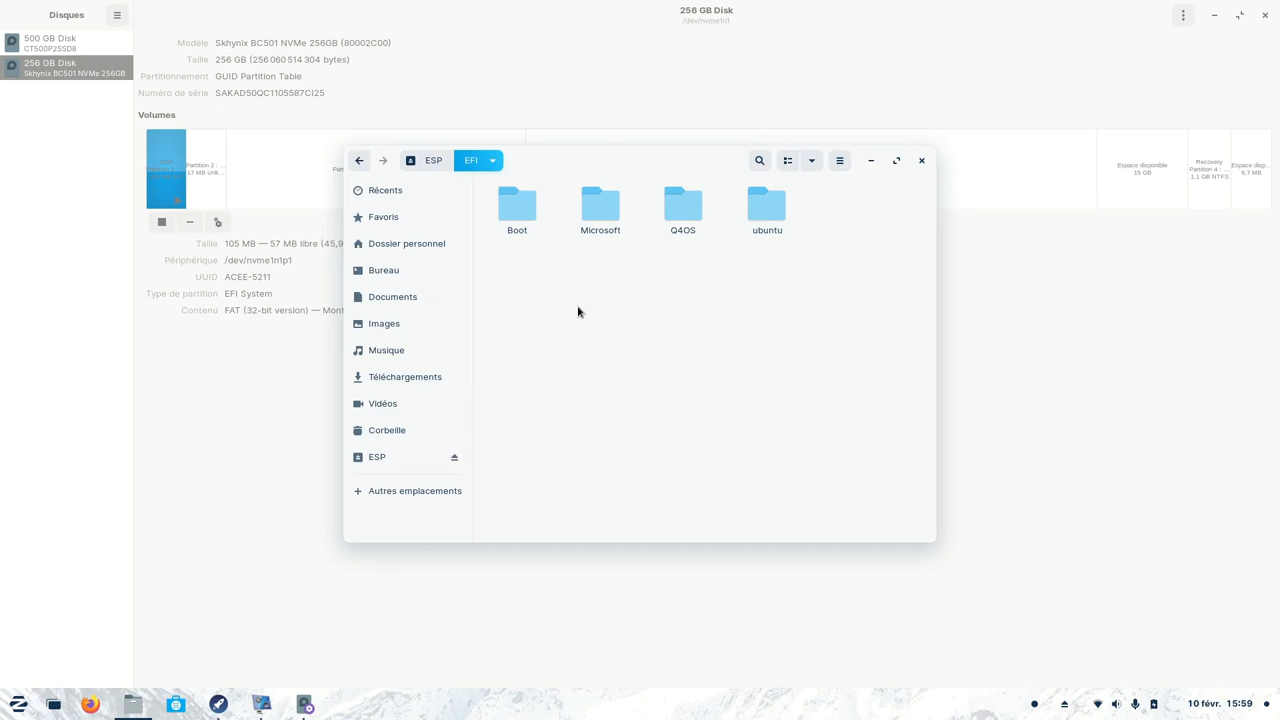 Disques
256 GB Disk
/dev/nvme1n1
500 GB Disk
CT500P2SSD8
256 GB Disk
Skhynix BC501 NVMe 256GB
Modèle Skhynix BC501 NVMe 256GB (80002C00)
Taille 256 GB (256 060 514 304 bytes)
Partitionnement GUID Partition Table
Numéro de série SAKAD50QC1105587CI25
Volumes
ESP
Partition 2 : …
17 MB Unk…
Part
Espace disponible
15 GB
Recovery
Partition 4 : …
1,1 GB NTFS
Espace disp…
8,7 MB
Taille 105 MB — 57 MB libre (45,9
Périphérique /dev/nvme1n1p1
UUID ACEE-5211
Type de partition EFI System
Contenu FAT (32-bit version) — Mont
ESP EFI
Récents
Favoris
Dossier personnel
Bureau
Documents
Images
Musique
Téléchargements
Vidéos
Corbeille
ESP
Autres emplacements
Boot
Microsoft
Q4OS
ubuntu
10 févr. 15:59